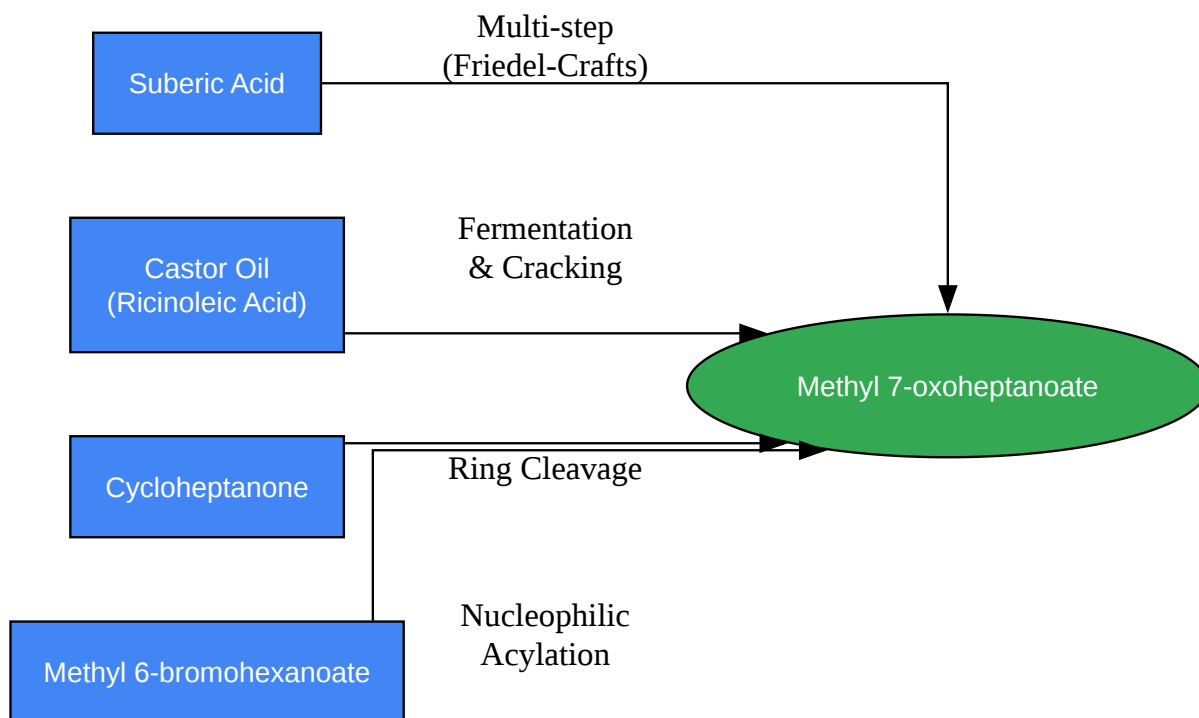 Multi-step
(Friedel-Crafts)
Suberic Acid
Fermentation
& Cracking
Castor Oil
(Ricinoleic Acid)
Methyl 7-oxoheptanoate
Ring Cleavage
Cycloheptanone
Nucleophilic
Acylation
Methyl 6-bromohexanoate